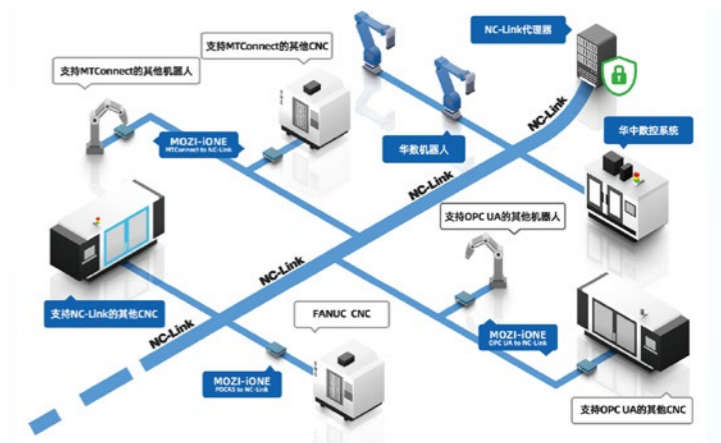 NC-Link代理器
支持MTConnect的其他CNC
支持MTConnect的其他机器人
NC-Link
华中数控系统
MOZI-iONE
MTConnect to NC-Link
华数机器人
NC-Link
支持OPC UA的其他机器人
NC-Link
支持NC-Link的其他CNC
FANUC CNC
NC-Link
MOZI-iONE
OPC UA to NC-Link
MOZI-iONE
FOCAS to NC-Link
支持OPC UA的其他CNC